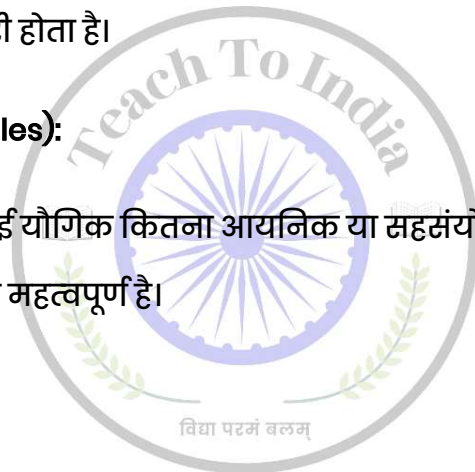 ी होता है।
Teach To India
les):
ई यौगिक कितना आयनिक या सहसंयो
महत्वपूर्ण है।
विद्या परमं बलम्